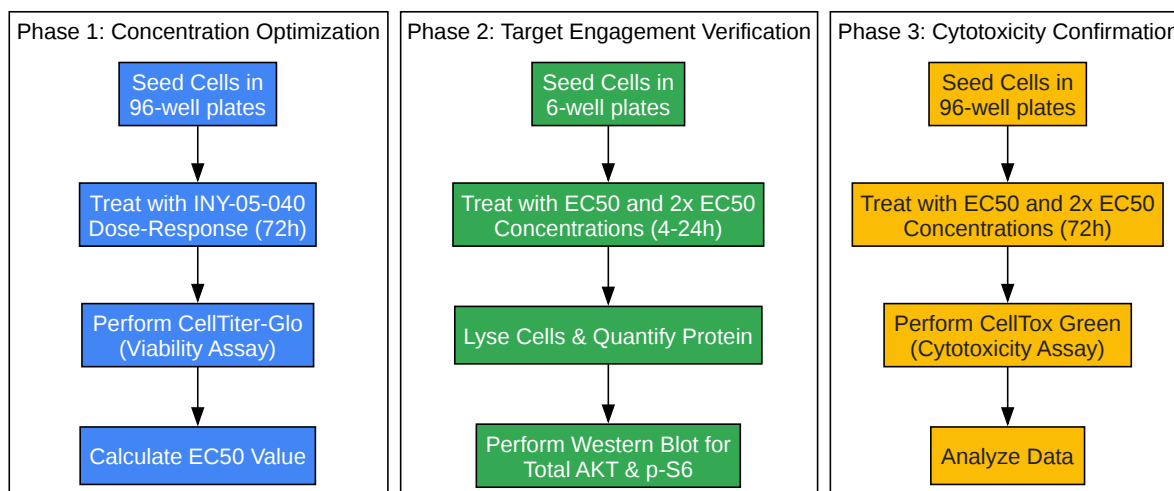 Phase 1: Concentration Optimization
Seed Cells in
96-well plates
Treat with INY-05-040
Dose-Response (72h)
Perform CellTiter-Glo
(Viability Assay)
Calculate EC50 Value
Phase 2: Target Engagement Verification
Seed Cells in
6-well plates
Treat with EC50 and 2x EC50
Concentrations (4-24h)
Lyse Cells & Quantify Protein
Perform Western Blot for
Total AKT & p-S6
Phase 3: Cytotoxicity Confirmation
Seed Cells in
96-well plates
Treat with EC50 and 2x EC50
Concentrations (72h)
Perform CellTox Green
(Cytotoxicity Assay)
Analyze Data